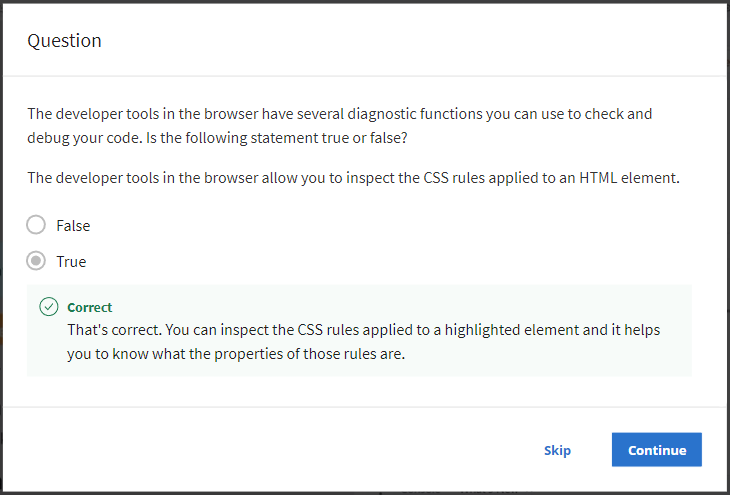 Question
The developer tools in the browser have several diagnostic functions you can use to check and
debug your code. Is the following statement true or false?
The developer tools in the browser allow you to inspect the CSS rules applied to an HTML element.
False
True
Correct
That's correct. You can inspect the CSS rules applied to a highlighted element and it helps
you to know what the properties of those rules are.
Skip
Continue